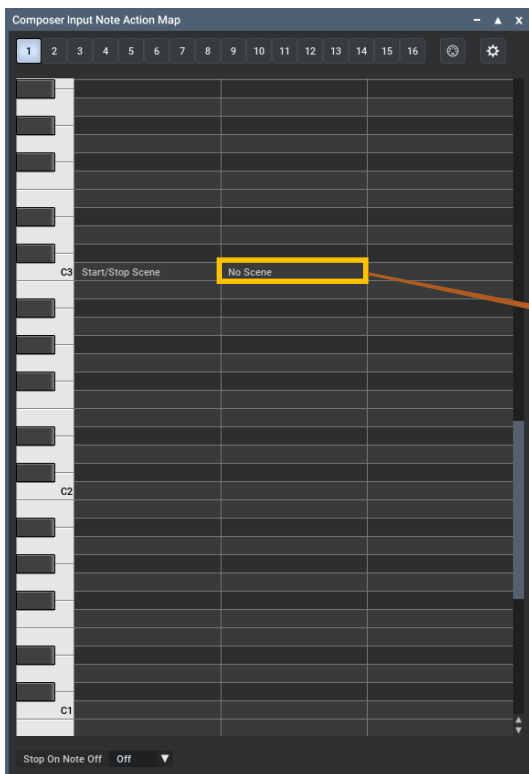 Composer Input Note Action Map
1 2 3 4 5 6 7 8 9 10 11 12 13 14 15 16
C3 Start/Stop Scene No Scene
C2
C1
Stop On Note Off Off